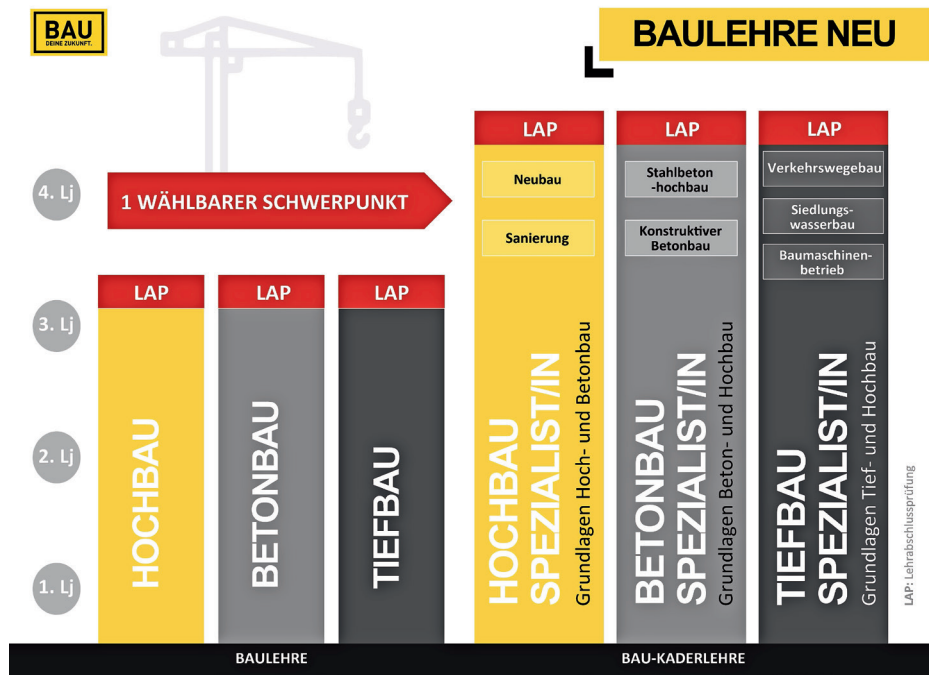 BAU
DEINE ZUKUNFT.
BAULEHRE NEU
4. Lj
3. Lj
2. Lj
1. Lj
1 WÄHLBARER SCHWERPUNKT
LAP
HOCHBAU
LAP
BETONBAU
LAP
TIEFBAU
LAP
Neubau
Sanierung
HOCHBAU
SPEZIALIST/IN
Grundlagen Hoch- und Betonbau
LAP
Stahlbeton
-hochbau
Konstruktiver
Betonbau
BETONBAU
SPEZIALIST/IN
Grundlagen Beton- und Hochbau
LAP
Verkehrswegebau
Siedlungs-
wasserbau
Baumaschinen-
betrieb
TIEFBAU
SPEZIALIST/IN
Grundlagen Tief- und Hochbau
LAP: Lehrabschlussprüfung
BAULEHRE
BAU-KADERLEHRE